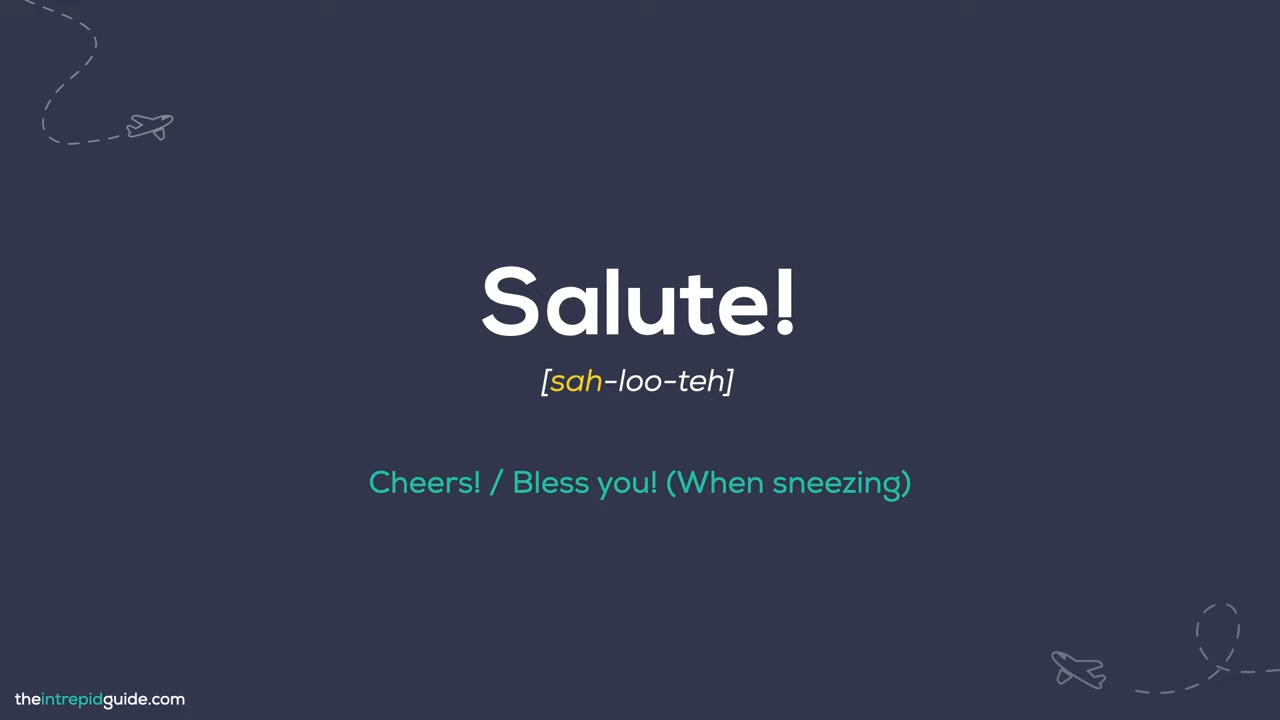 Salute!
[sah-loo-teh]
Cheers! / Bless you! (When sneezing)
theintrepidguide.com